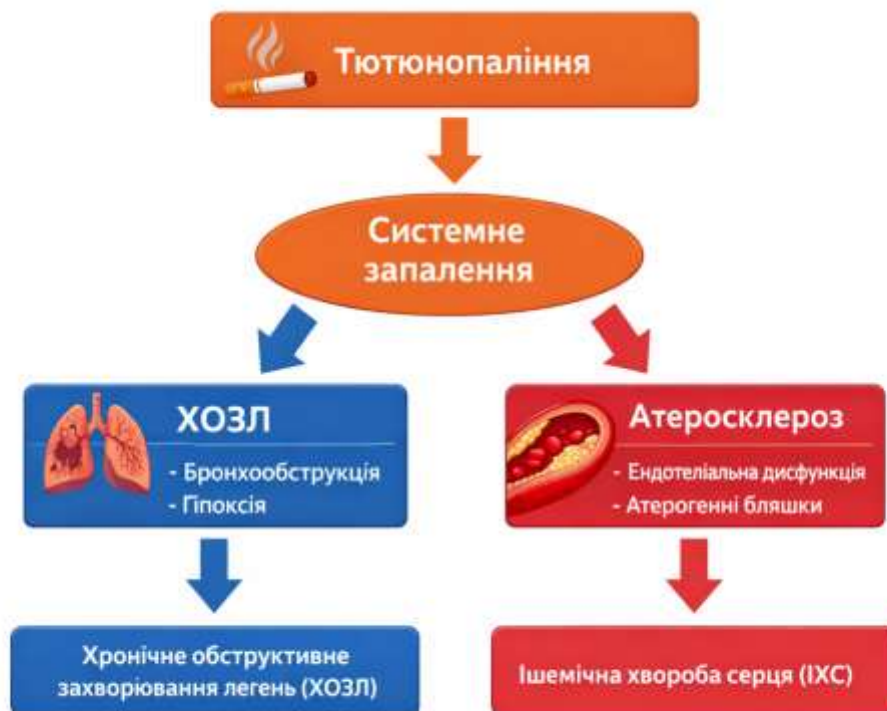 Тютюнопаління
Системне
запалення
ХОЗЛ
- Бронхообструкція
- Гіпоксія
Атеросклероз
- Ендотеліальна дисфункція
- Атерогенні бляшки
Хронічне обструктивне
захворювання легень (ХОЗЛ)
Ішемічна хвороба серця (ІХС)